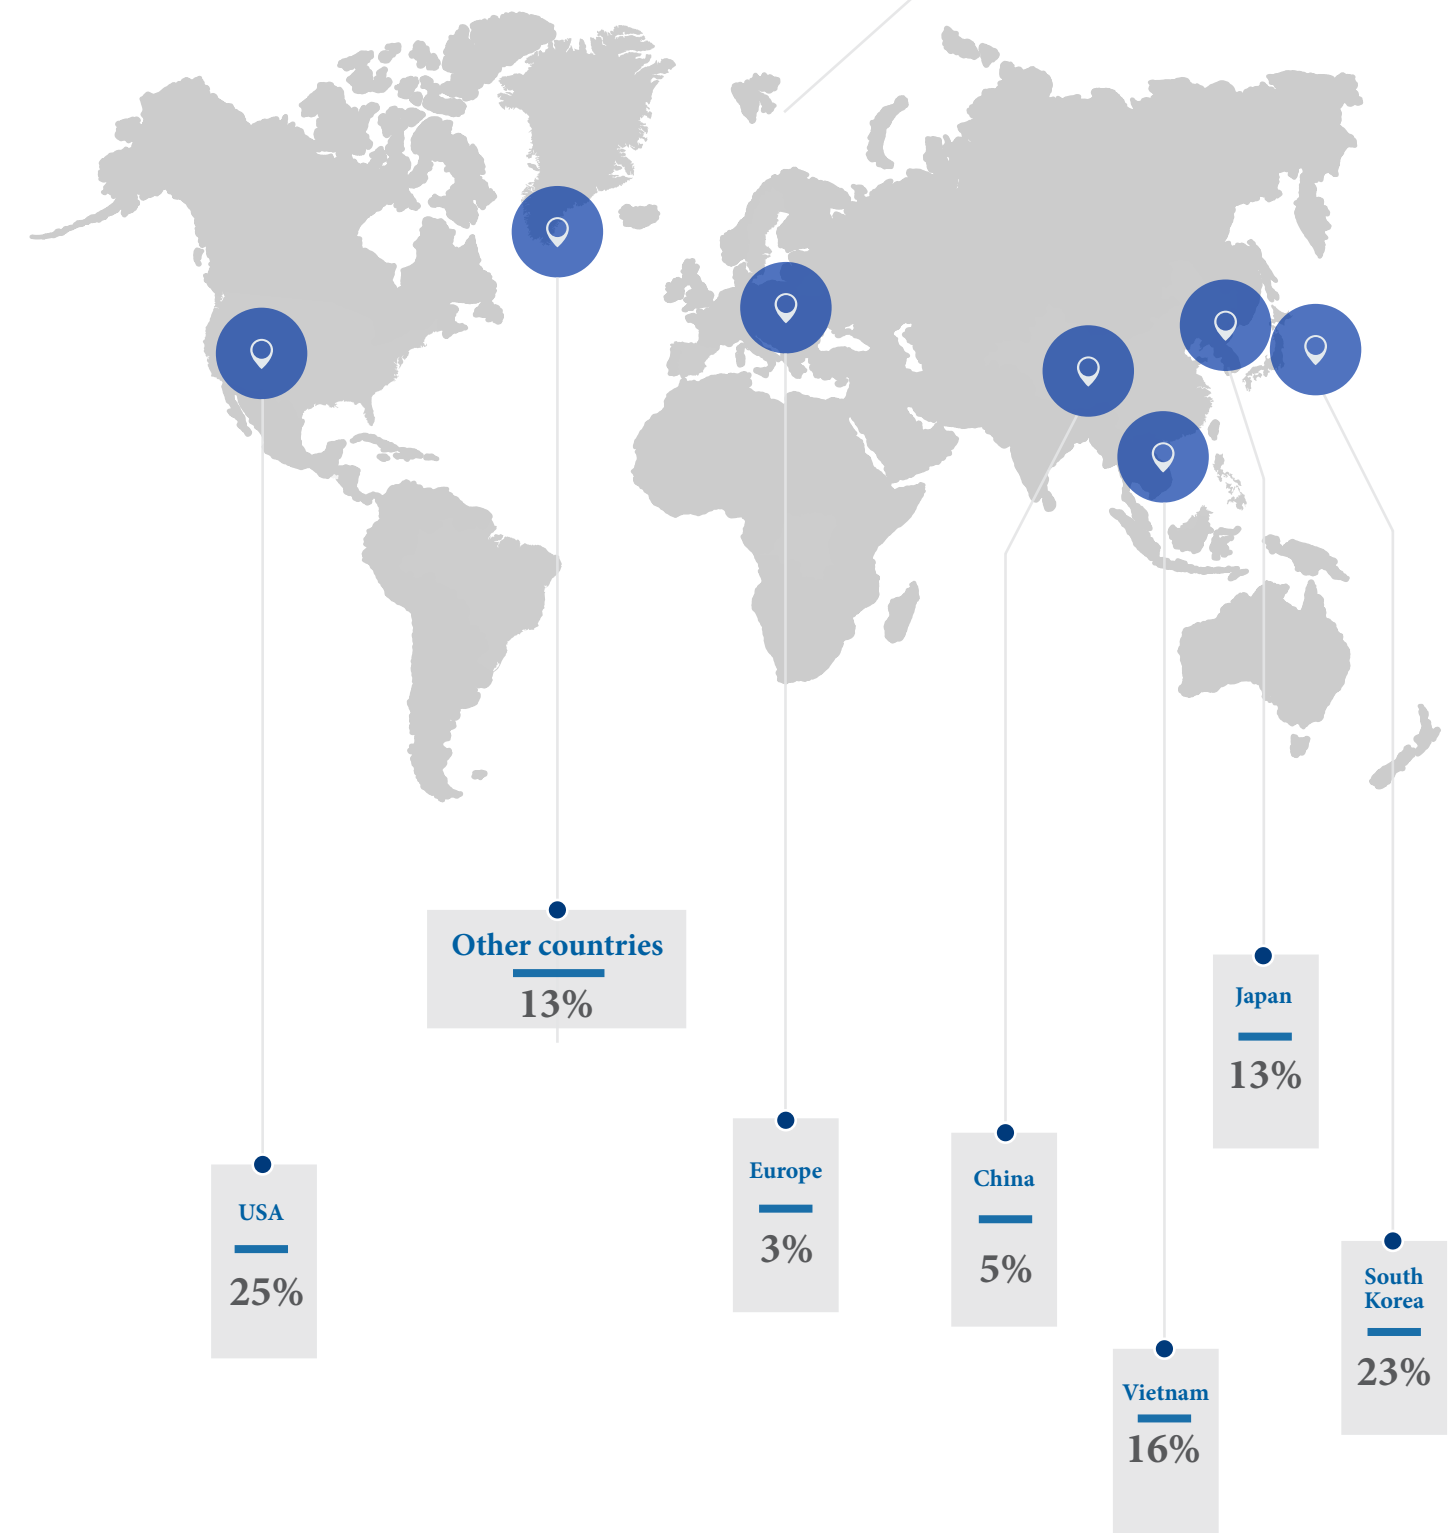 Other countries
13%
Japan
13%
USA
25%
Europe
3%
China
5%
South
Korea
23%
Vietnam
16%